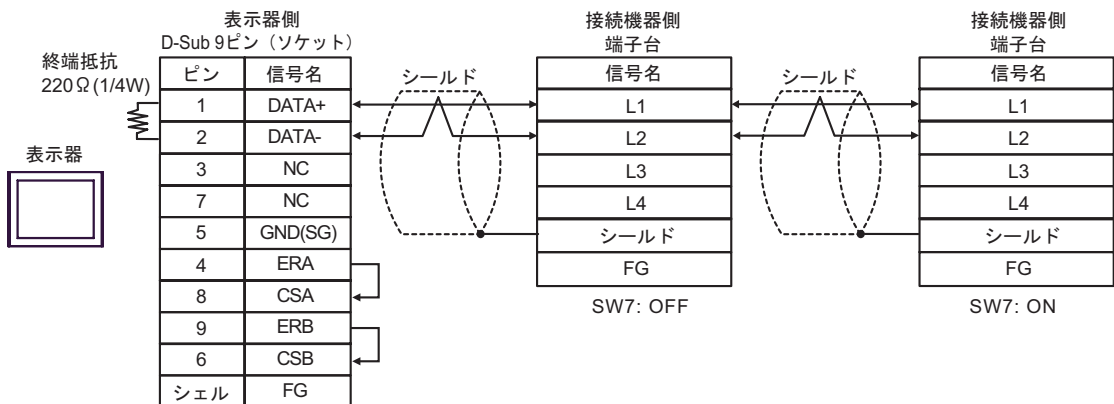 表示器側
D-Sub 9ピン（ソケット）
終端抵抗
220Ω(1/4W)
表示器
ピン 信号名
1 DATA+
2 DATA-
3 NC
7 NC
5 GND(SG)
4 ERA
8 CSA
9 ERB
6 CSB
シェル FG
シールド
接続機器側
端子台
信号名
L1
L2
L3
L4
シールド
FG
SW7: OFF
シールド
接続機器側
端子台
信号名
L1
L2
L3
L4
シールド
FG
SW7: ON